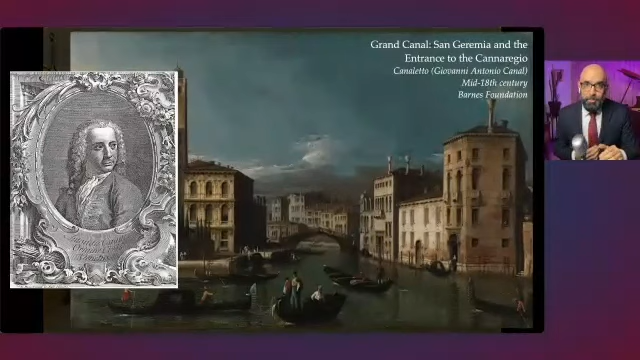 Grand Canal: San Geremia and the
Entrance to the Cannaregio
Canaletto (Giovanni Antonio Canal)
Mid-18th century
Barnes Foundation